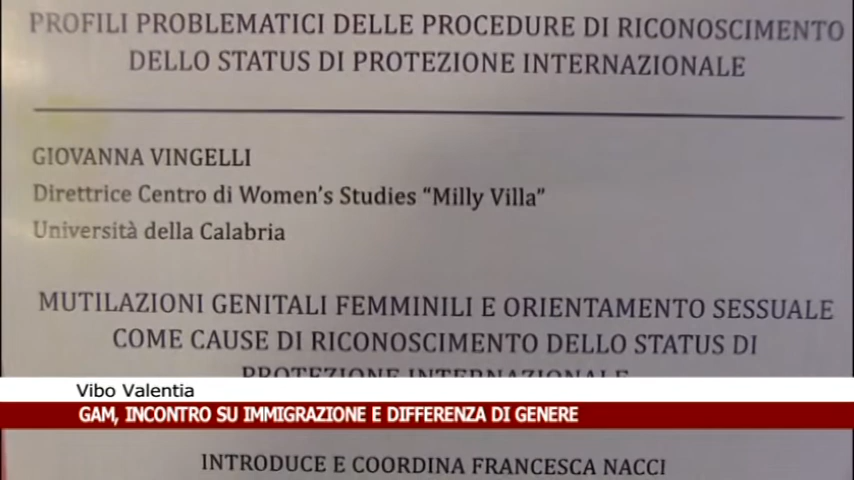 PROFILI PROBLEMATICI DELLE PROCEDURE DI RICONOSCIMENTO
DELLO STATUS DI PROTEZIONE INTERNAZIONALE
GIOVANNA VINGELLI
Direttrice Centro di Women's Studies "Milly Villa"
Università della Calabria
MUTILAZIONI GENITALI FEMMINILI E ORIENTAMENTO SESSUALE
COME CAUSE DI RICONOSCIMENTO DELLO STATUS DI
PROTEZIONE INTERNAZIONALE
Vibo Valentia
GAM, INCONTRO SU IMMIGRAZIONE E DIFFERENZA DI GENERE
INTRODUCE E COORDINA FRANCESCA NACCI